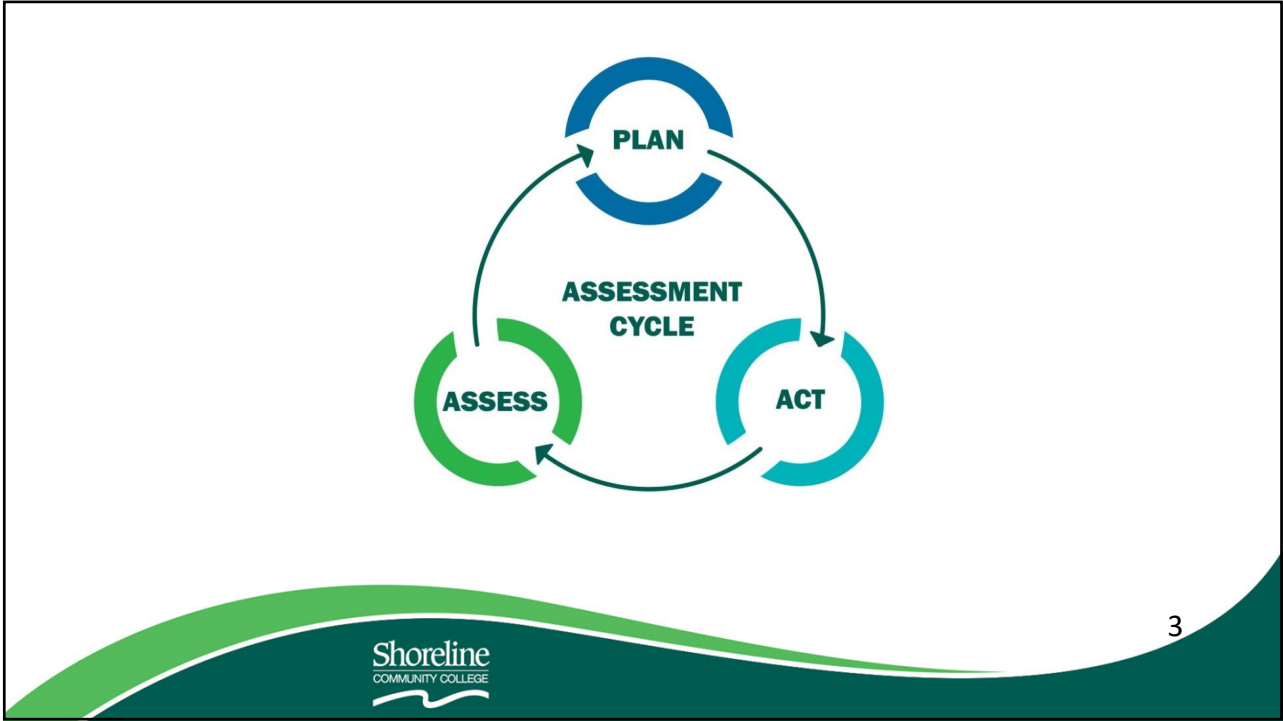 PLAN
ASSESSMENT
CYCLE
ASSESS
ACT
3
Shoreline
COMMUNITY COLLEGE